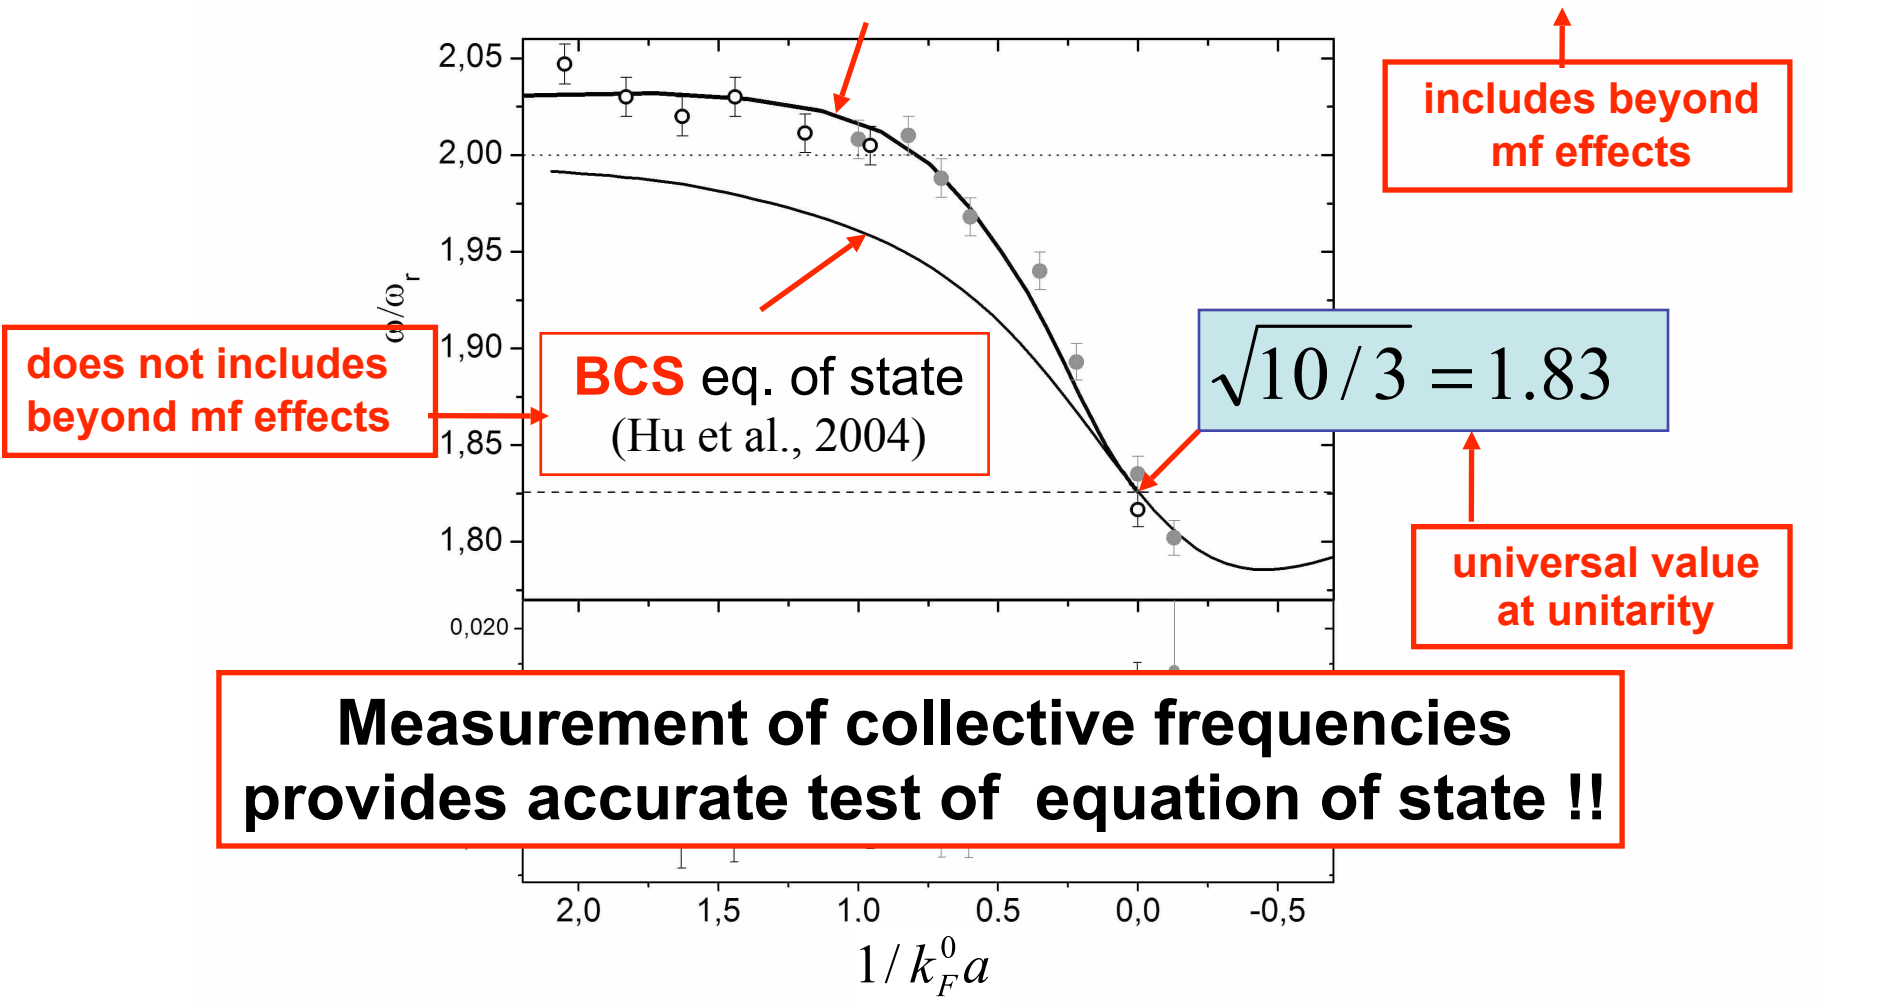 includes beyond
mf effects
2,05
2,00
1,95
1,90
1,85
1,80
0,020
ω/ωr
does not includes
beyond mf effects
BCS eq. of state
(Hu et al., 2004)
√10/3 = 1.83
universal value
at unitarity
Measurement of collective frequencies
provides accurate test of equation of state !!
2,0 1,5 1.0 0.5 0,0 -0,5
1/k_F^0 a